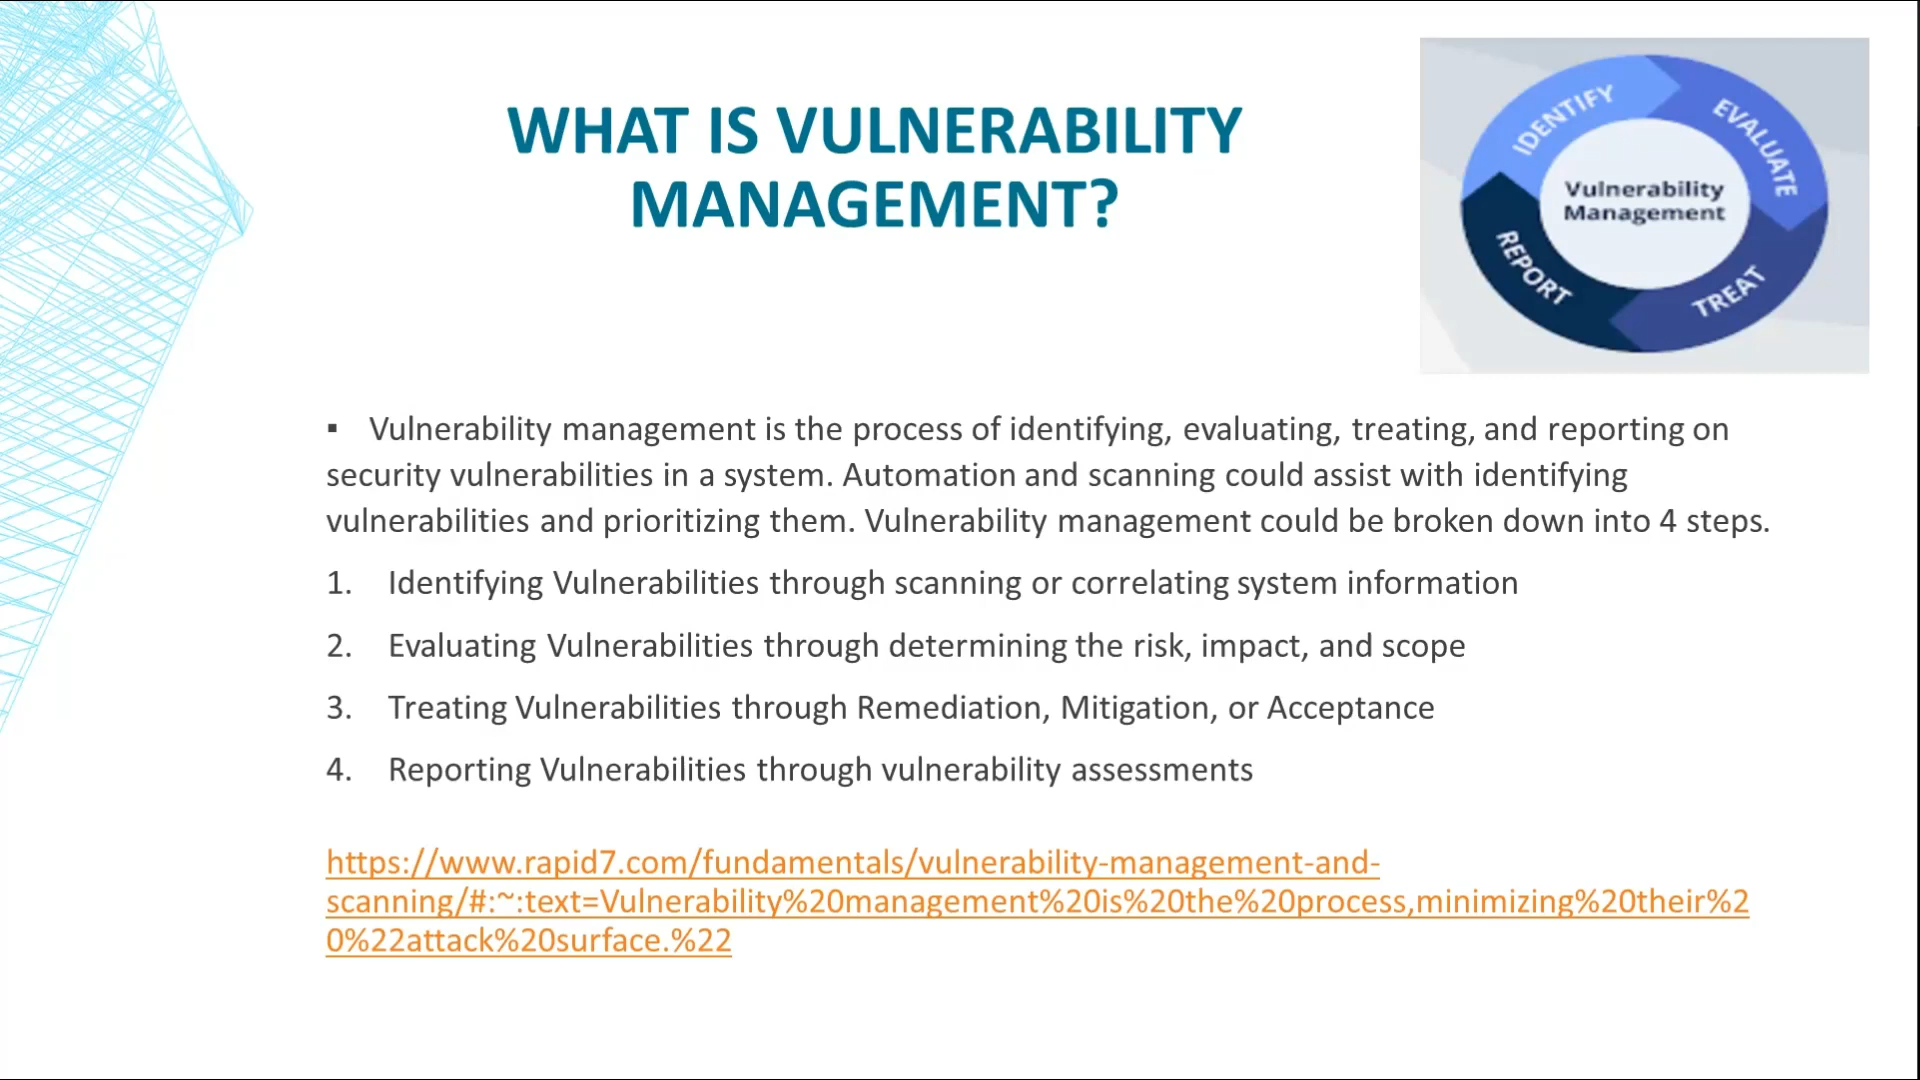 WHAT IS VULNERABILITY
MANAGEMENT?
IDENTIFY
EVALUATE
TREAT
REPORT
Vulnerability
Management
▪ Vulnerability management is the process of identifying, evaluating, treating, and reporting on
security vulnerabilities in a system. Automation and scanning could assist with identifying
vulnerabilities and prioritizing them. Vulnerability management could be broken down into 4 steps.
1. Identifying Vulnerabilities through scanning or correlating system information
2. Evaluating Vulnerabilities through determining the risk, impact, and scope
3. Treating Vulnerabilities through Remediation, Mitigation, or Acceptance
4. Reporting Vulnerabilities through vulnerability assessments
https://www.rapid7.com/fundamentals/vulnerability-management-and-
scanning/#:~:text=Vulnerability%20management%20is%20the%20process,minimizing%20their%2
0%22attack%20surface.%22